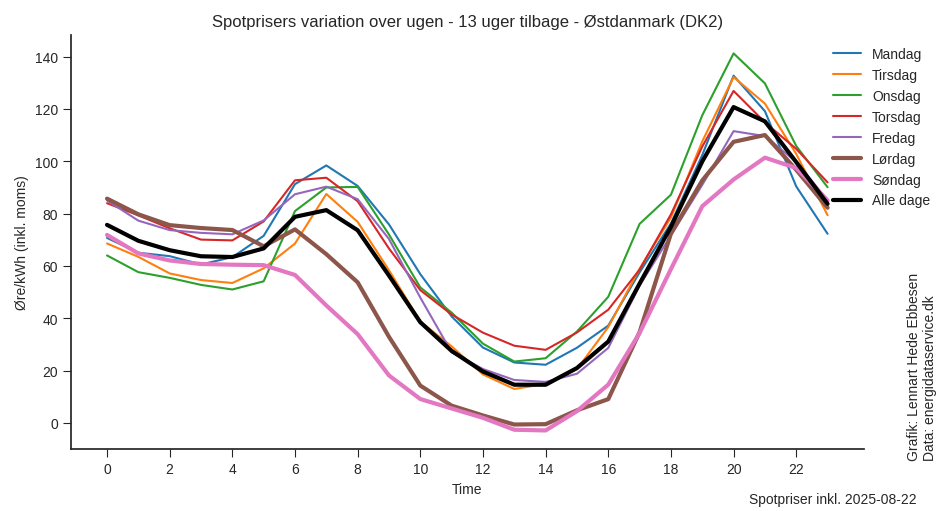 Spotprisers variation over ugen - 13 uger tilbage - Østdanmark (DK2)
Øre/kWh (inkl. moms)
140
120
100
80
60
40
20
0
0 2 4 6 8 10 12 14 16 18 20 22
Time
Mandag
Tirsdag
Onsdag
Torsdag
Fredag
Lørdag
Søndag
Alle dage
Grafik: Lennart Hede Ebbesen
Data: energidataservice.dk
Spotpriser inkl. 2025-08-22